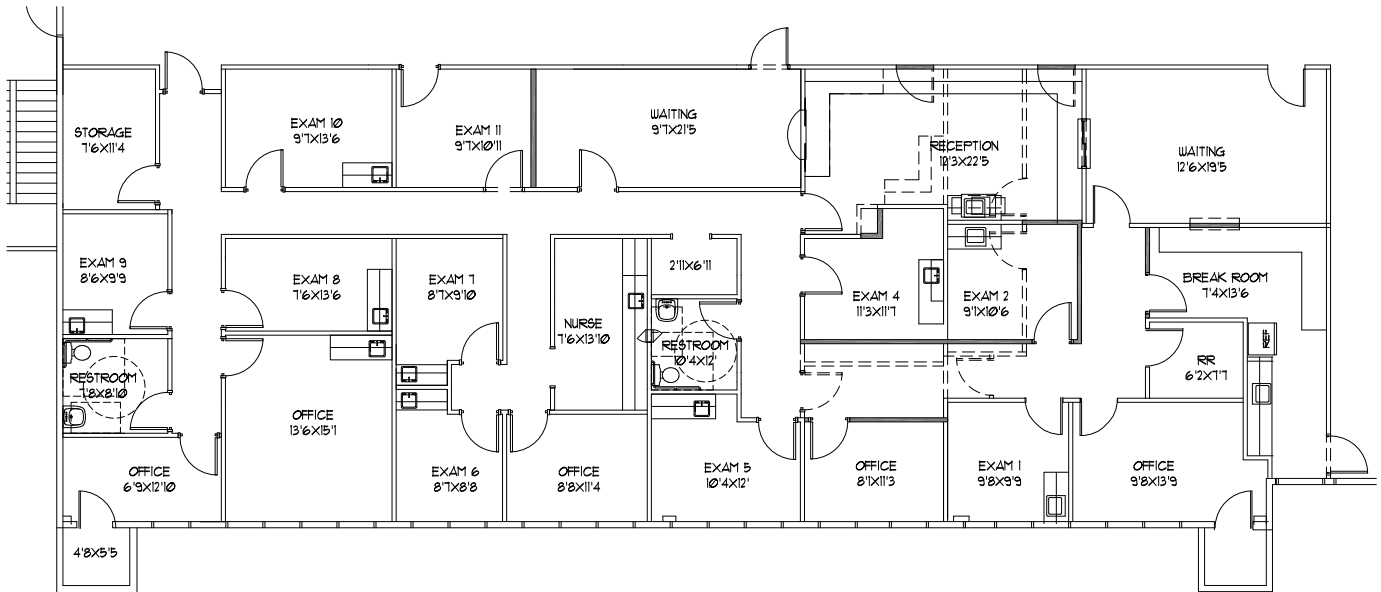 STORAGE
7'6X11'4
EXAM 10
9'7X13'6
EXAM 11
9'7X10'11
WAITING
9'7X21'5
RECEPTION
12'3X22'5
WAITING
12'6X19'5
EXAM 9
8'6X9'9
EXAM 8
7'6X13'6
EXAM 7
8'7X9'10
NURSE
7'6X13'10
2'11X6'11
EXAM 4
11'3X11'7
EXAM 2
9'1X10'6
BREAK ROOM
7'4X13'6
RESTROOM
7'8X8'10
RESTROOM
10'4X12'
RR
6'2X7'7
REF
OFFICE
13'6X15'1
OFFICE
6'9X12'10
EXAM 6
8'7X8'8
OFFICE
8'8X11'4
EXAM 5
10'4X12'
OFFICE
8'1X11'3
EXAM 1
9'8X9'9
OFFICE
9'8X13'9
4'8X5'5